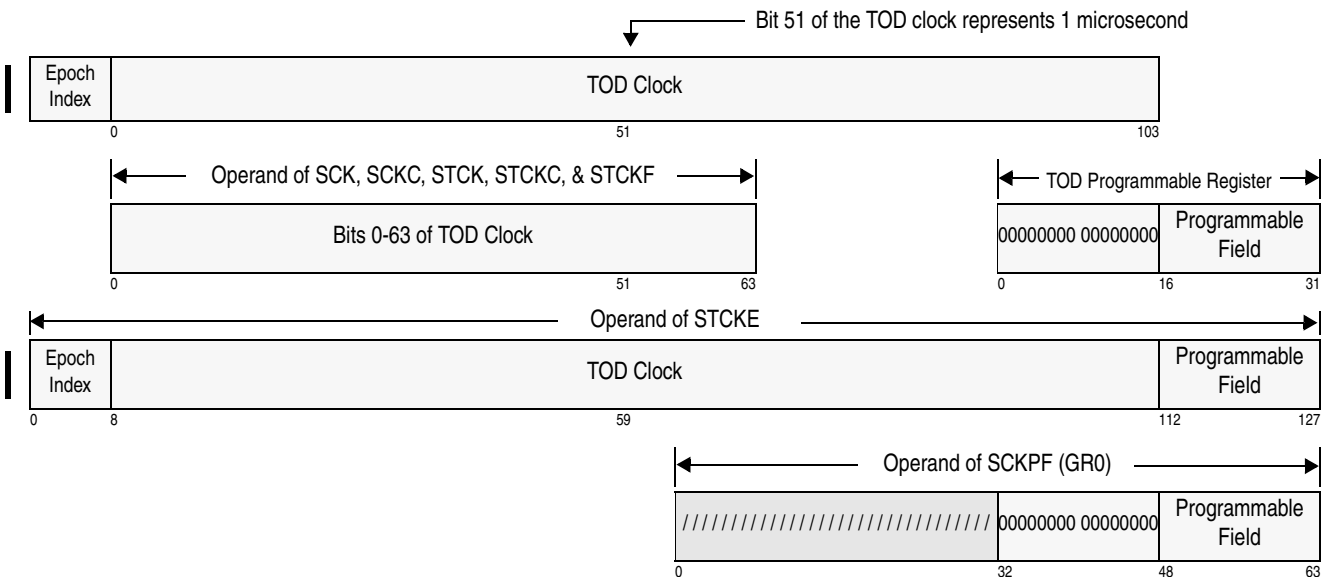 Bit 51 of the TOD clock represents 1 microsecond
Epoch
Index
TOD Clock
0
51
103
Operand of SCK, SCKC, STCK, STCKC, & STCKF
TOD Programmable Register
Bits 0-63 of TOD Clock
00000000 00000000
Programmable
Field
0
51
63
0
16
31
Operand of STCKE
Epoch
Index
TOD Clock
Programmable
Field
0
8
59
112
127
Operand of SCKPF (GR0)
////////////////////////////////
00000000 00000000
Programmable
Field
0
32
48
63